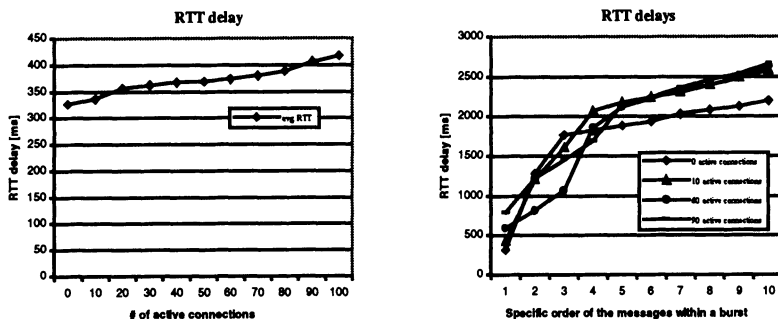 RTT delay
RTT delay [ms]
450
400
350
300
250
200
150
100
50
0
avg RTT
0 10 20 30 40 50 60 70 80 90 100
# of active connections
RTT delays
RTT delay [ms]
3000
2500
2000
1500
1000
500
0
0 active connections
10 active connections
40 active connections
90 active connections
1 2 3 4 5 6 7 8 9 10
Specific order of the messages within a burst